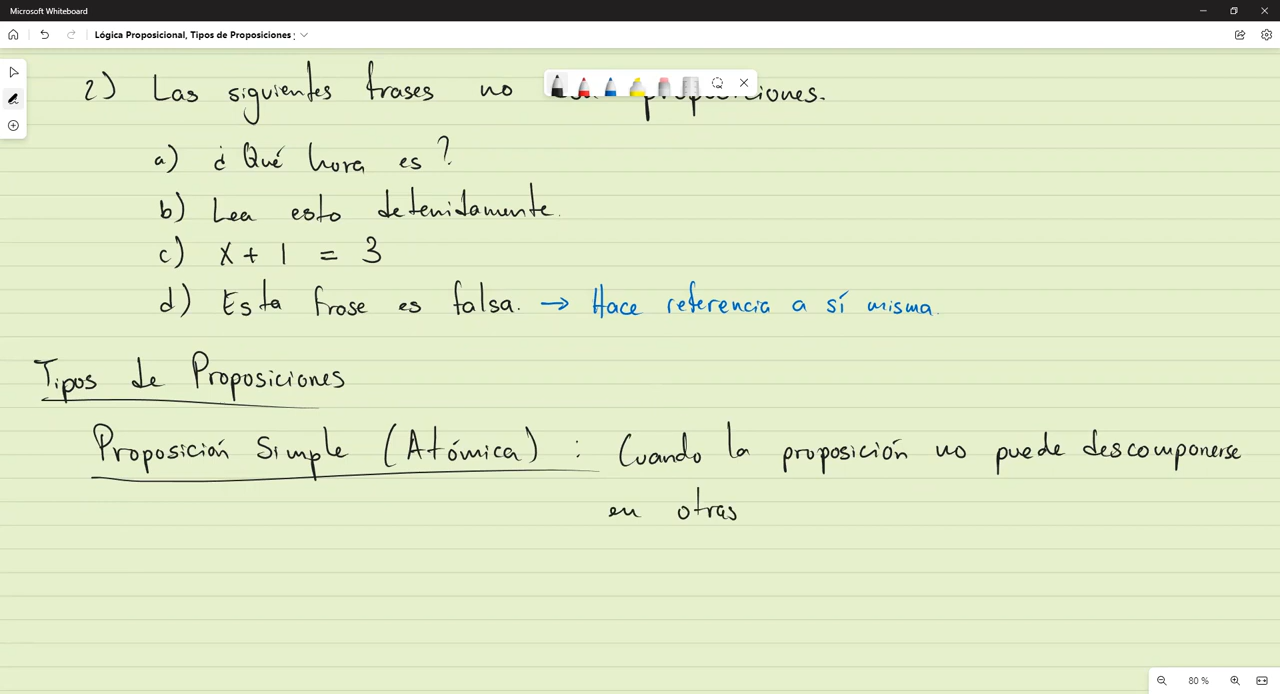 Microsoft Whiteboard
Lógica Proposicional, Tipos de Proposiciones
2) Las siguientes frases no proposiciones.
a) ¿Qué hora es?
b) Lea esto detenidamente.
c) x + 1 = 3
d) Esta frase es falsa. → Hace referencia a sí misma.
Tipos de Proposiciones
Proposición Simple (Atómica) : Cuando la proposición no puede descomponerse
en otras
80 %